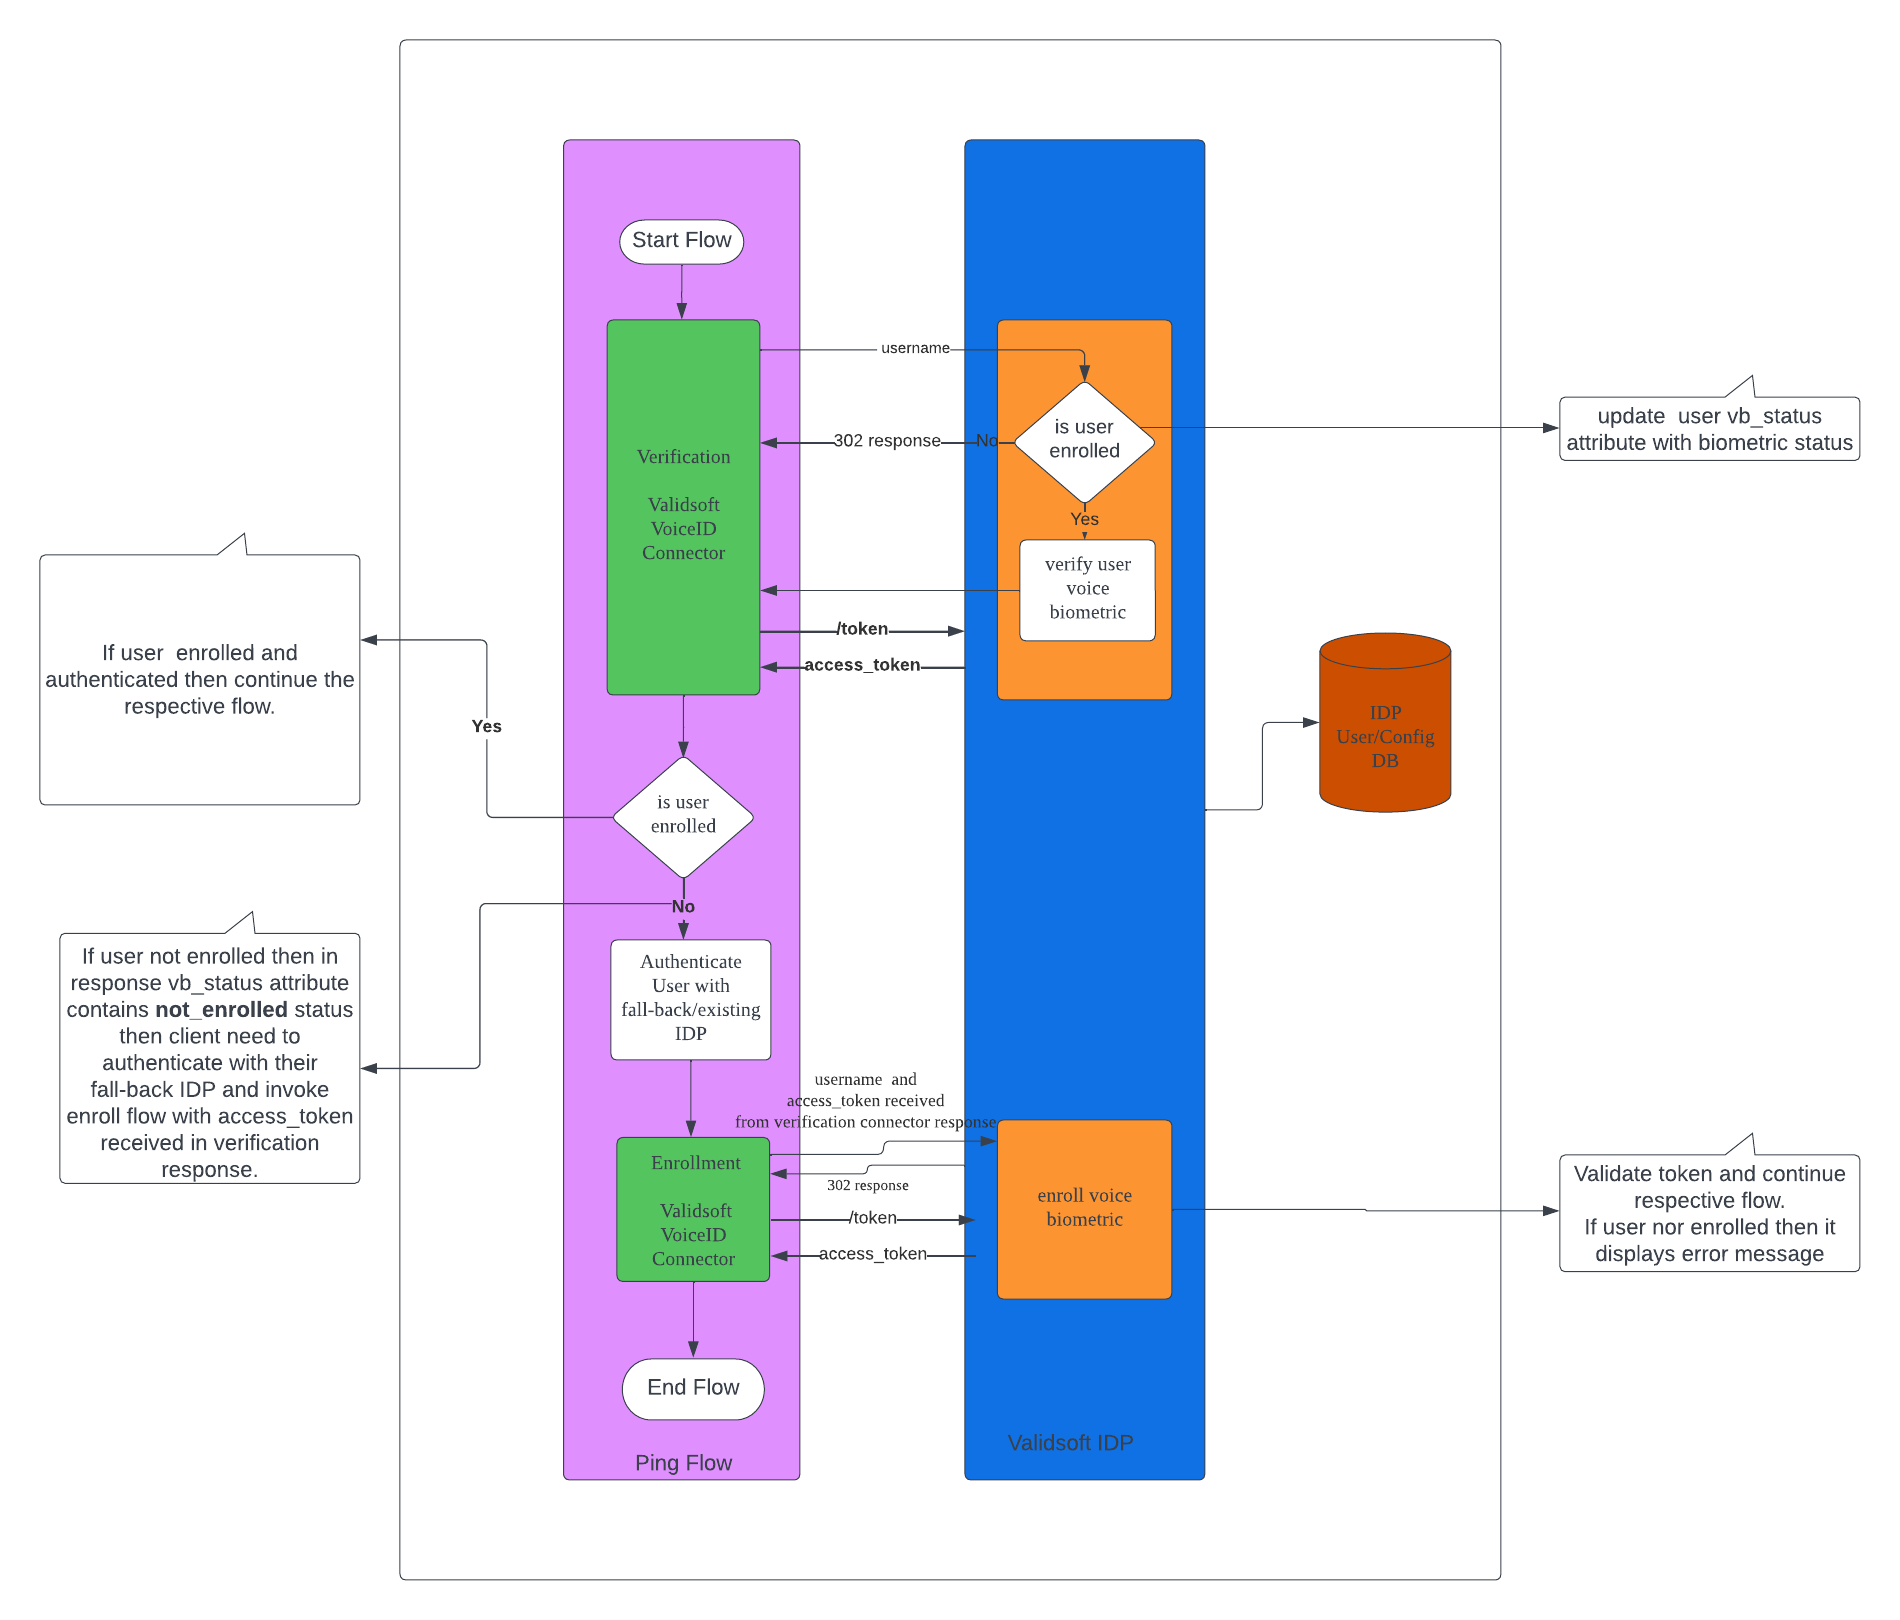 Start Flow
username
is user
enrolled
update  user vb_status
attribute with biometric status
302 response
No
Verification
Validsoft
VoiceID
Connector
Yes
verify user
voice
biometric
/token
access_token
If user  enrolled and
authenticated then continue the
respective flow.
Yes
IDP
User/Config
DB
is user
enrolled
No
If user not enrolled then in
response vb_status attribute
contains not_enrolled status
then client need to
authenticate with their
fall-back IDP and invoke
enroll flow with access_token
received in verification
response.
Authenticate
User with
fall-back/existing
IDP
username  and
access_token received
from verification connector response
Enrollment
Validsoft
VoiceID
Connector
302 response
/token
access_token
enroll voice
biometric
Validate token and continue
respective flow.
If user nor enrolled then it
displays error message
End Flow
Ping Flow
Validsoft IDP